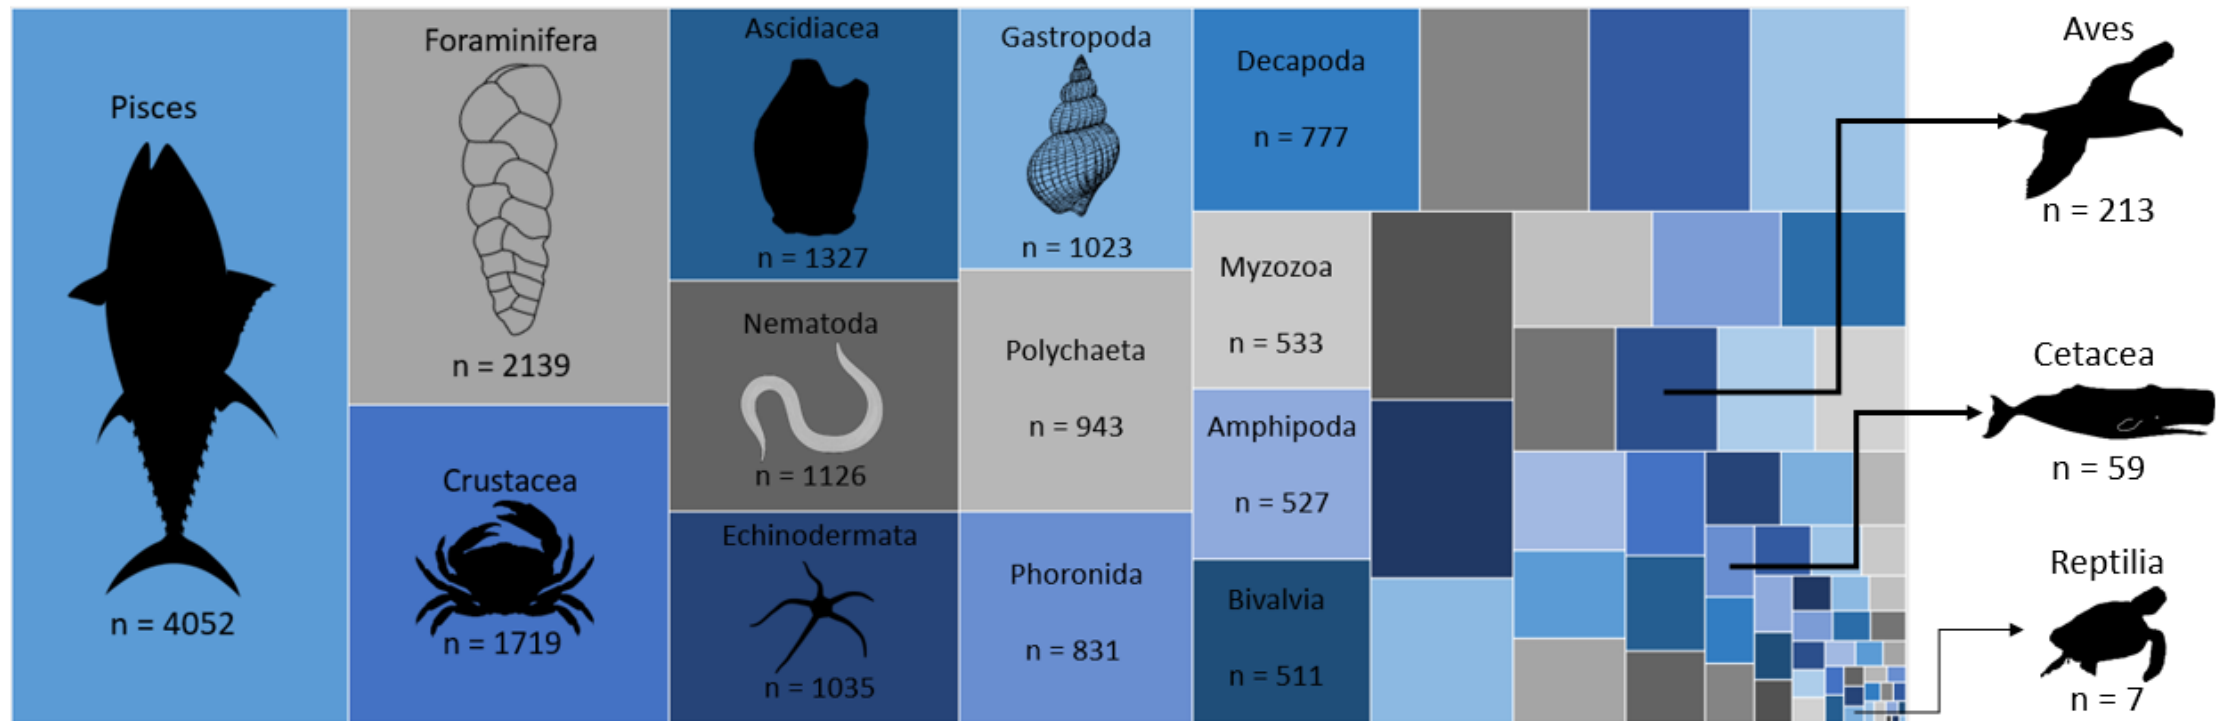 Pisces
n = 4052
Foraminifera
n = 2139
Crustacea
n = 1719
Ascidiacea
n = 1327
Nematoda
n = 1126
Echinodermata
n = 1035
Gastropoda
n = 1023
Polychaeta
n = 943
Phoronida
n = 831
Decapoda
n = 777
Myzozoa
n = 533
Amphipoda
n = 527
Bivalvia
n = 511
Aves
n = 213
Cetacea
n = 59
Reptilia
n = 7